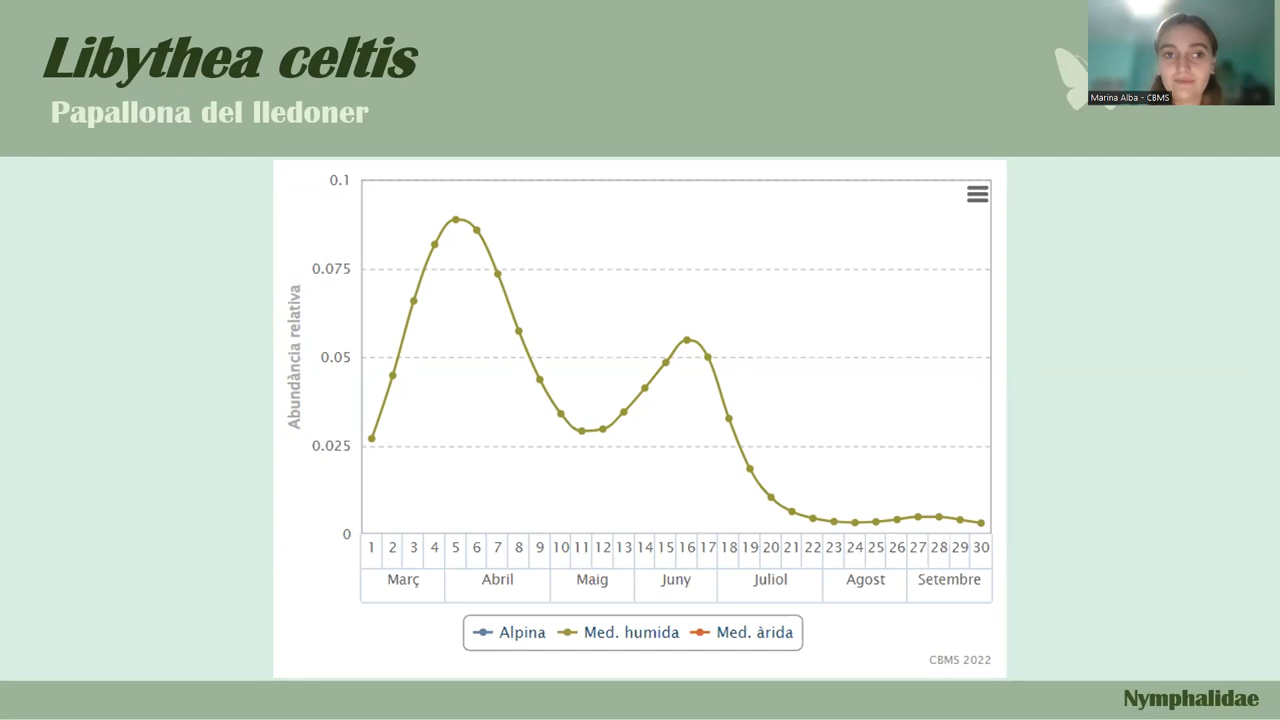 Libythea celtis
Papallona del lledoner
Marina Alba - CBMS
0.1
0.075
0.05
0.025
0
Abundància relativa
1 2 3 4 5 6 7 8 9 10 11 12 13 14 15 16 17 18 19 20 21 22 23 24 25 26 27 28 29 30
Març Abril Maig Juny Juliol Agost Setembre
Alpina Med. humida Med. àrida
CBMS 2022
Nymphalidae